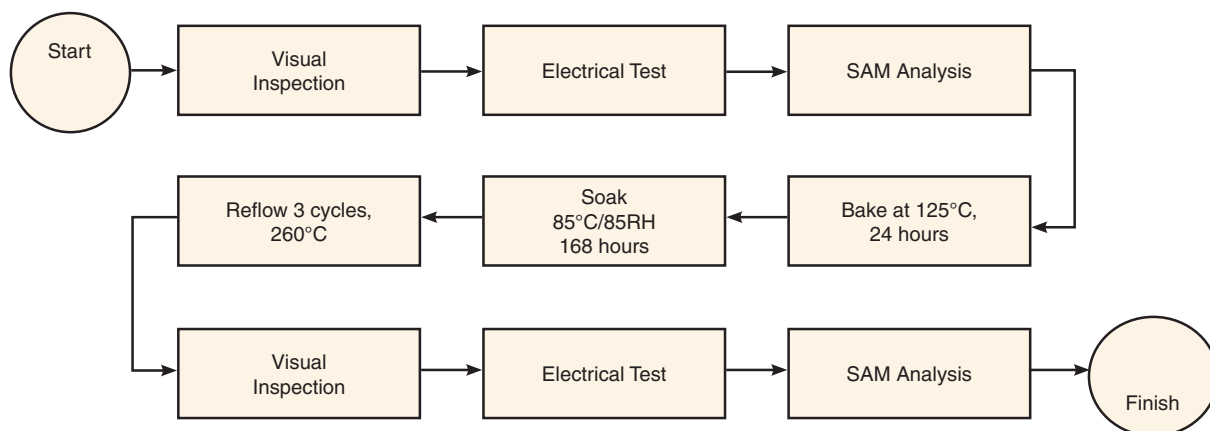 Start
Visual
Inspection
Electrical Test
SAM Analysis
Bake at 125°C,
24 hours
Soak
85°C/85RH
168 hours
Reflow 3 cycles,
260°C
Visual
Inspection
Electrical Test
SAM Analysis
Finish